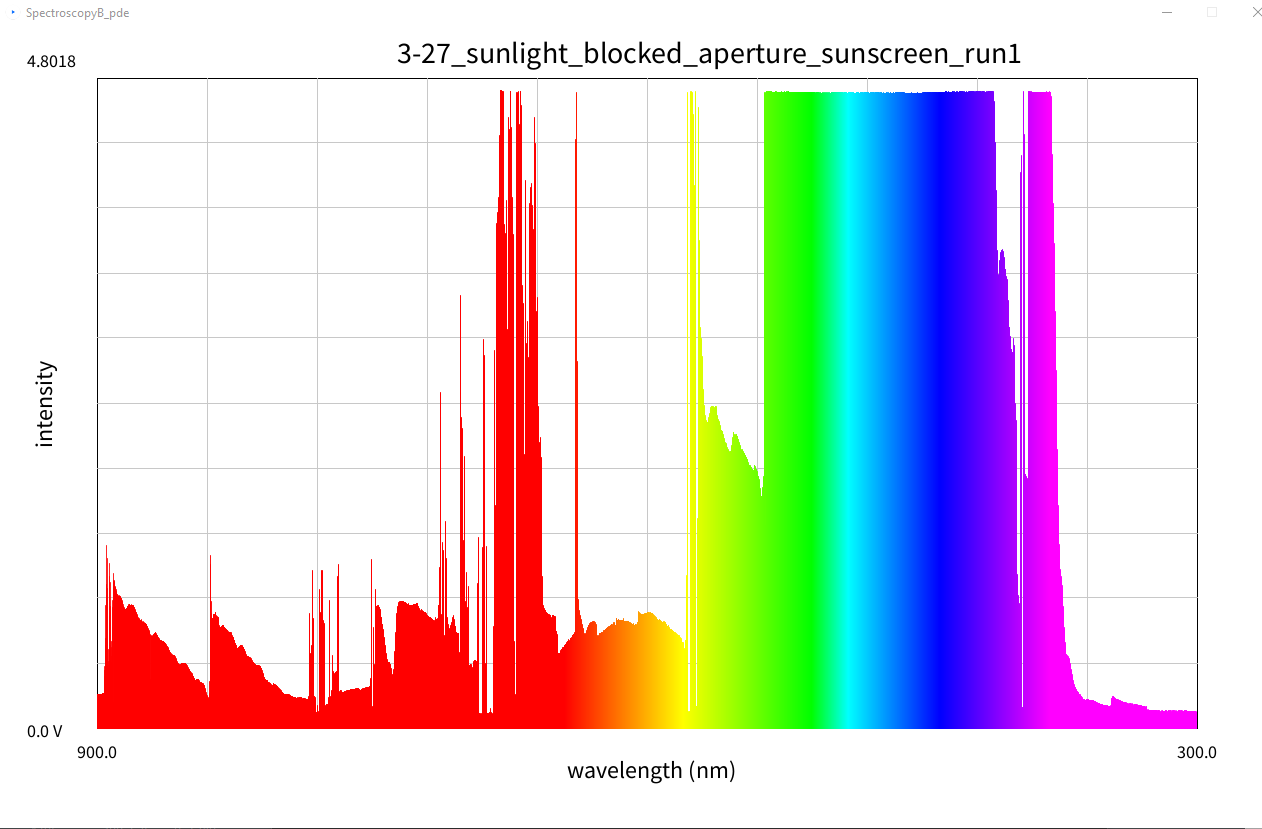 SpectroscopyB_pde
3-27_sunlight_blocked_aperture_sunscreen_run1
4.8018
intensity
0.0 V
900.0
300.0
wavelength (nm)